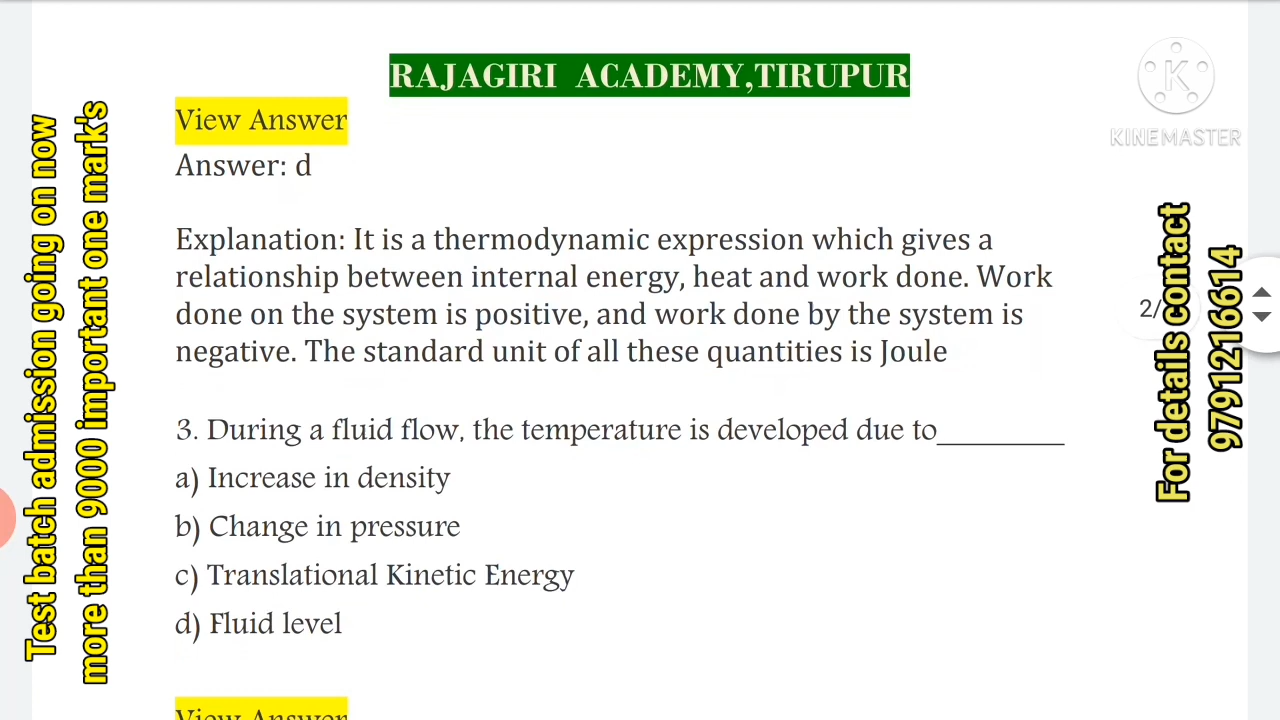 RAJAGIRI ACADEMY,TIRUPUR
KINEMASTER
View Answer
Answer: d
Explanation: It is a thermodynamic expression which gives a
relationship between internal energy, heat and work done. Work
done on the system is positive, and work done by the system is
negative. The standard unit of all these quantities is Joule
3. During a fluid flow, the temperature is developed due to_________
a) Increase in density
b) Change in pressure
c) Translational Kinetic Energy
d) Fluid level
View Answer
Test batch admission going on now
more than 9000 important one mark's
2/
For details contact
9791216614